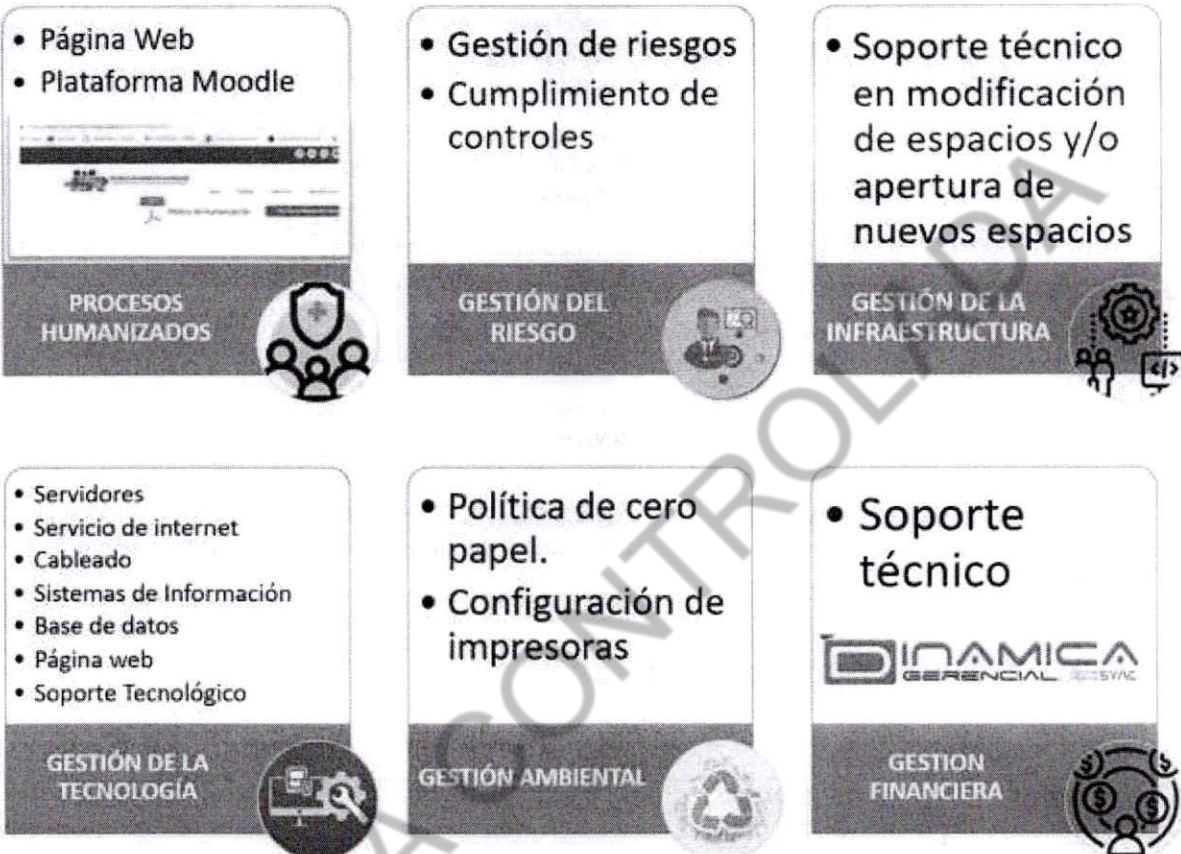 • Página Web
• Plataforma Moodle
PROCESOS
HUMANIZADOS
• Gestión de riesgos
• Cumplimiento de
controles
GESTIÓN DEL
RIESGO
• Soporte técnico
en modificación
de espacios y/o
apertura de
nuevos espacios
GESTIÓN DE LA
INFRAESTRUCTURA
</>
• Servidores
• Servicio de internet
• Cableado
• Sistemas de Información
• Base de datos
• Página web
• Soporte Tecnológico
GESTIÓN DE LA
TECNOLOGÍA
• Política de cero
papel.
• Configuración de
impresoras
GESTIÓN AMBIENTAL
• Soporte
técnico
DINAMICA
GERENCIAL
GESTION
FINANCIERA
$ $
$ $
A CONTROLADA